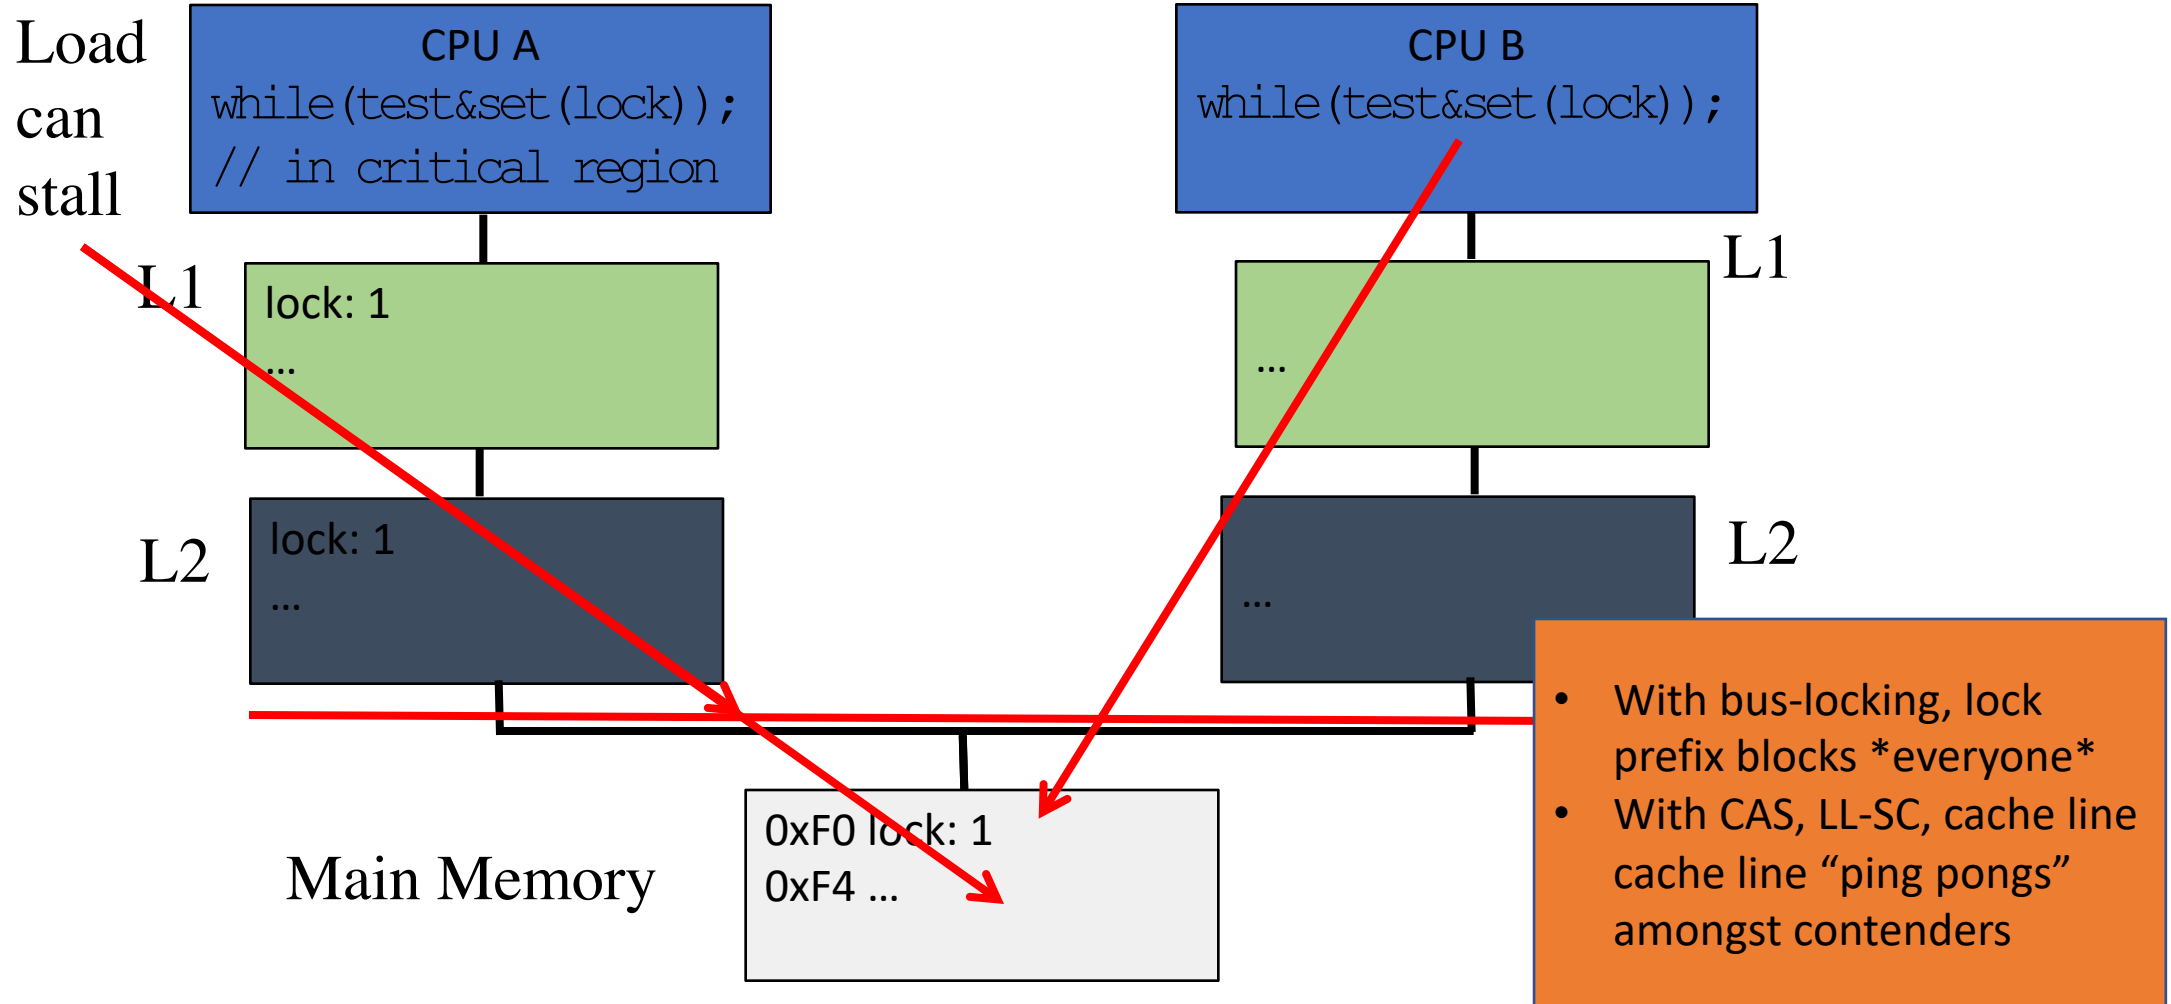 Load
can
stall
CPU A
while(test&set(lock));
// in critical region
CPU B
while(test&set(lock));
L1
lock: 1
...
L1
...
L2
lock: 1
...
L2
...
Main Memory
0xF0 lock: 1
0xF4 ...
• With bus-locking, lock
prefix blocks *everyone*
• With CAS, LL-SC, cache line
cache line “ping pongs”
amongst contenders